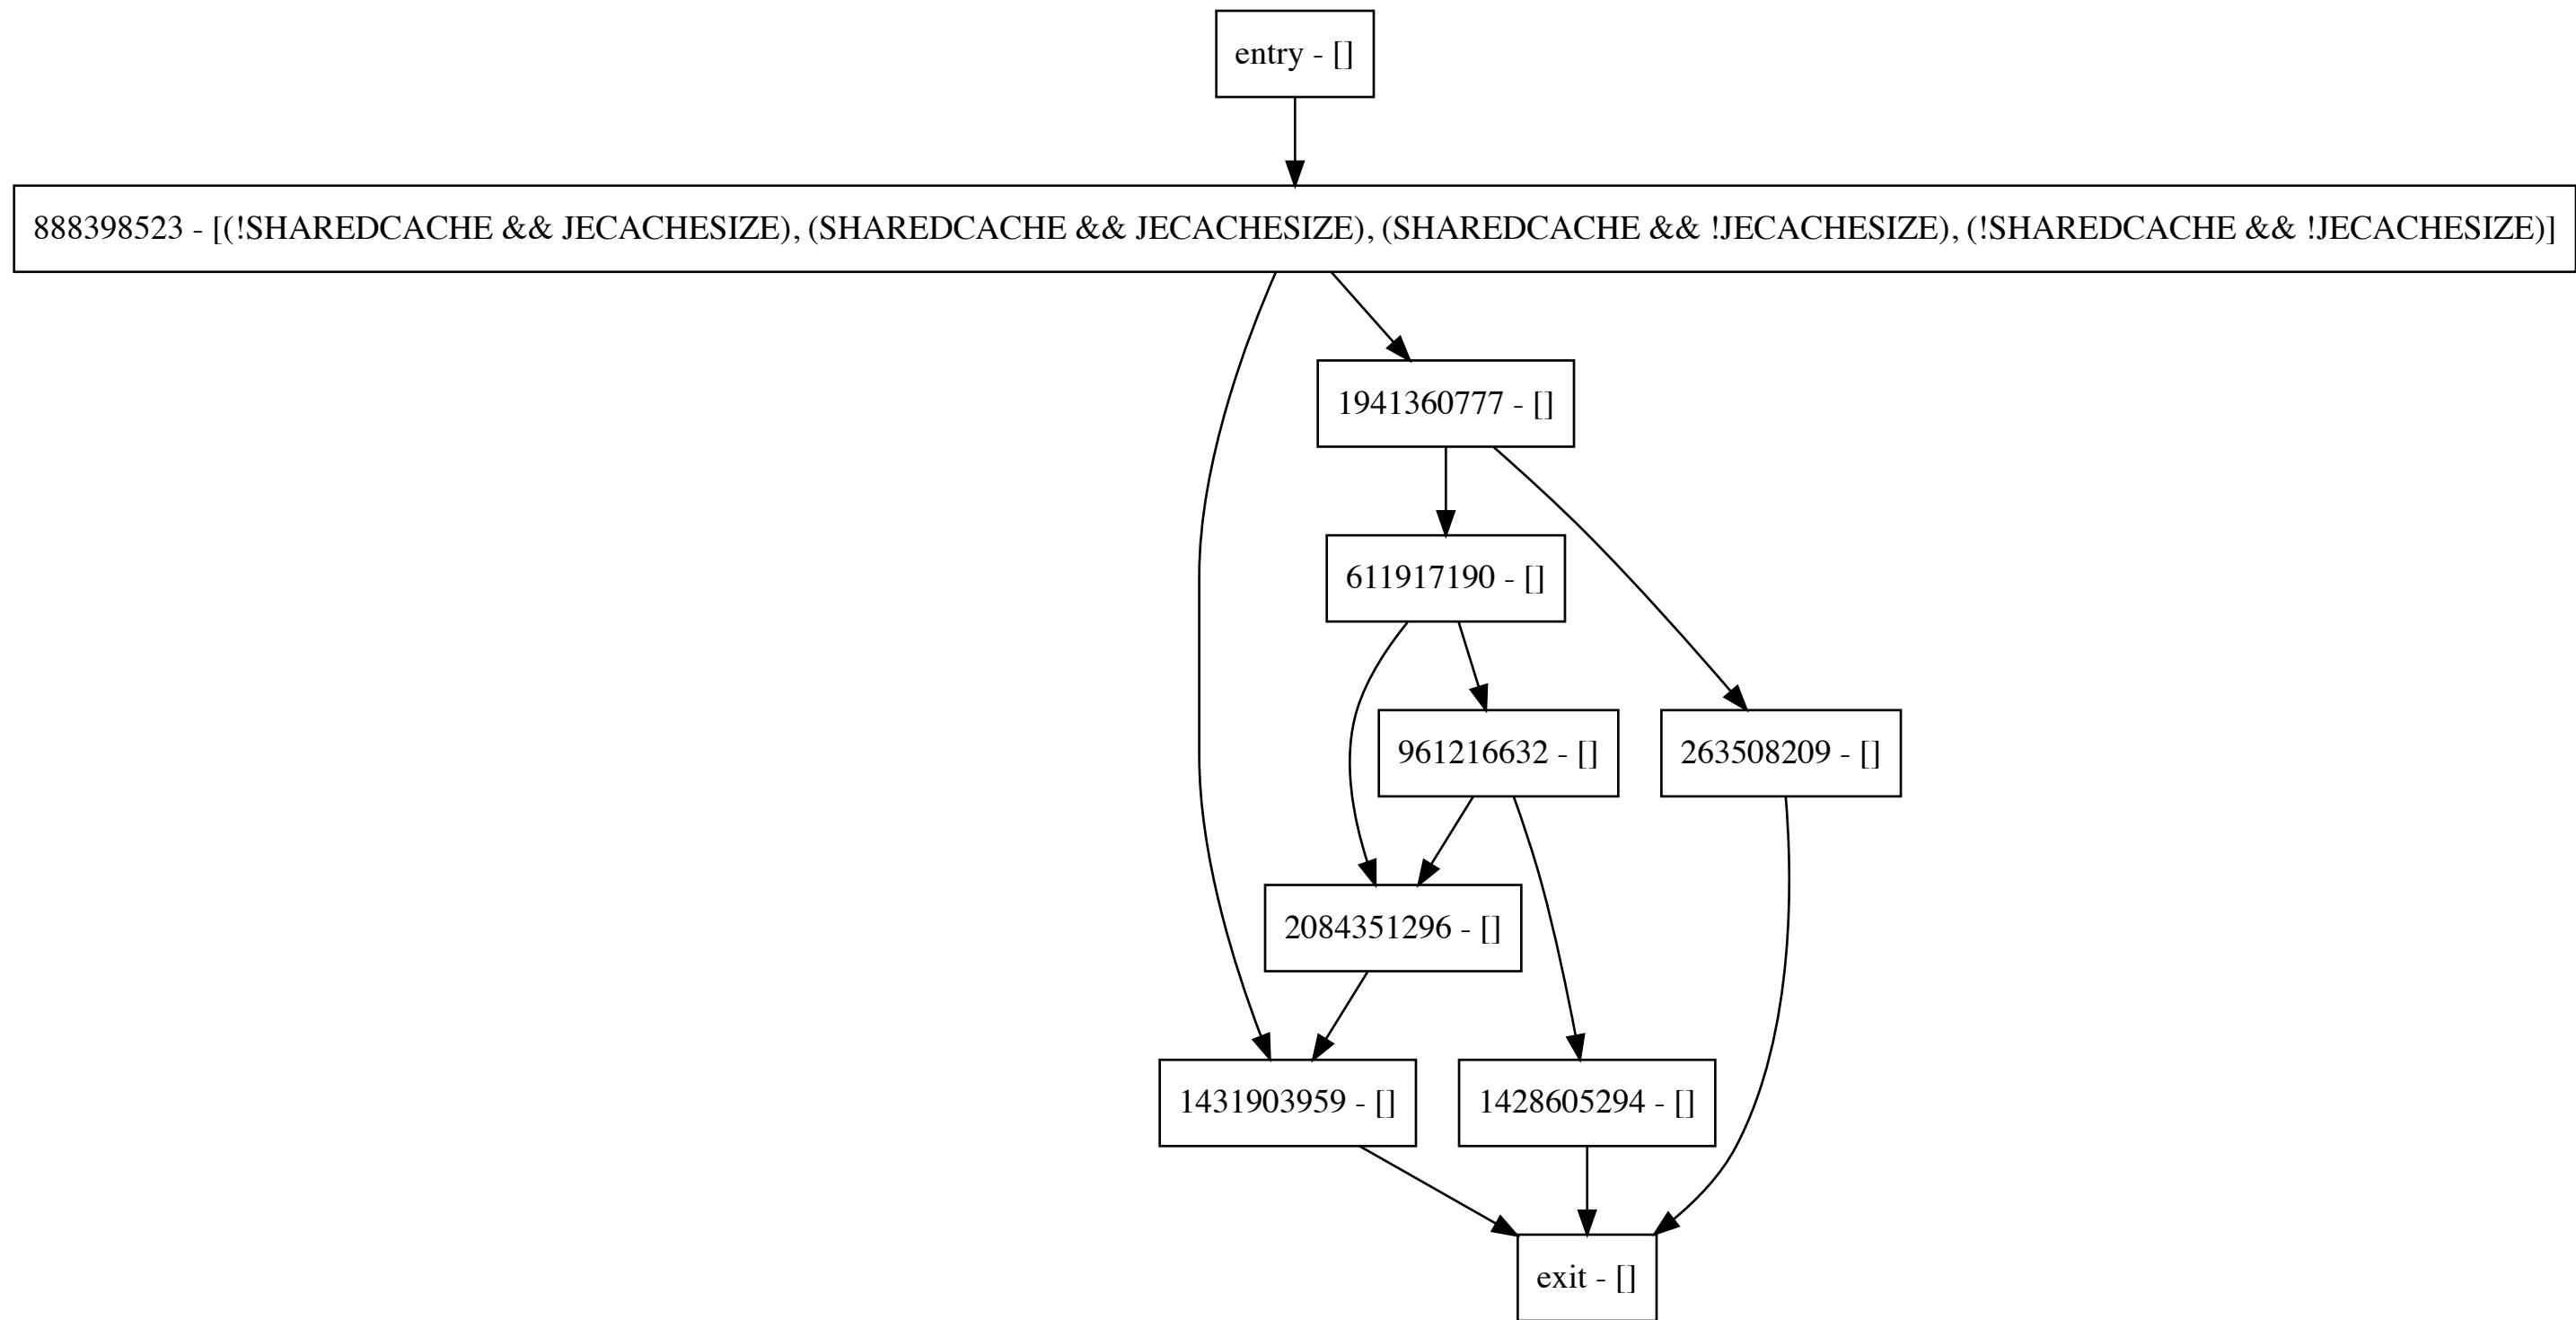 entry - []
888398523 - [(!SHAREDCACHE && JECACHESIZE), (SHAREDCACHE && JECACHESIZE), (SHAREDCACHE && !JECACHESIZE), (!SHAREDCACHE && !JECACHESIZE)]
1941360777 - []
611917190 - []
961216632 - []
263508209 - []
2084351296 - []
1431903959 - []
1428605294 - []
exit - []